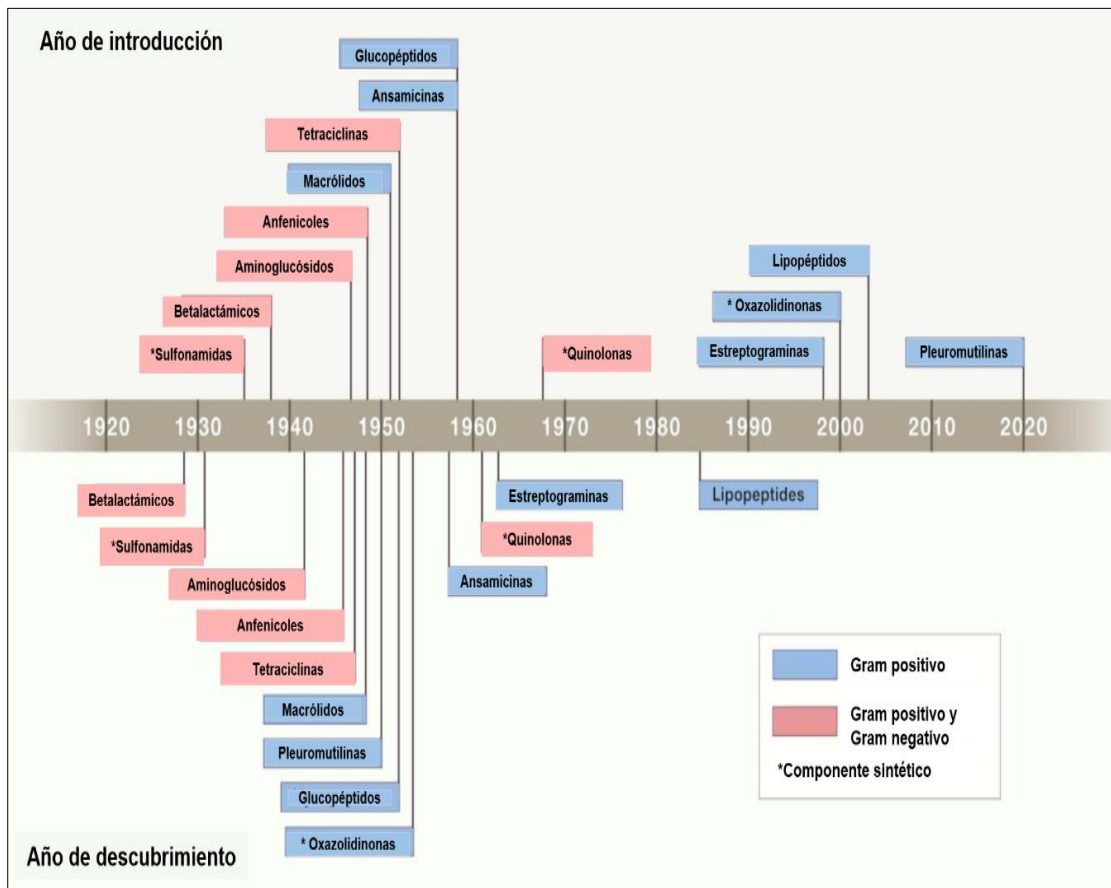 Año de introducción
Glucopéptidos
Ansamicinas
Tetraciclinas
Macrólidos
Anfenicoles
Aminoglucósidos
Betalactámicos
*Sulfonamidas
*Quinolonas
Lipopéptidos
* Oxazolidinonas
Estreptograminas
Pleuromutilinas
1920 1930 1940 1950 1960 1970 1980 1990 2000 2010 2020
Betalactámicos
*Sulfonamidas
Aminoglucósidos
Anfenicoles
Tetraciclinas
Macrólidos
Pleuromutilinas
Glucopéptidos
* Oxazolidinonas
Estreptograminas
*Quinolonas
Ansamicinas
Lipopeptides
Gram positivo
Gram positivo y
Gram negativo
*Componente sintético
Año de descubrimiento